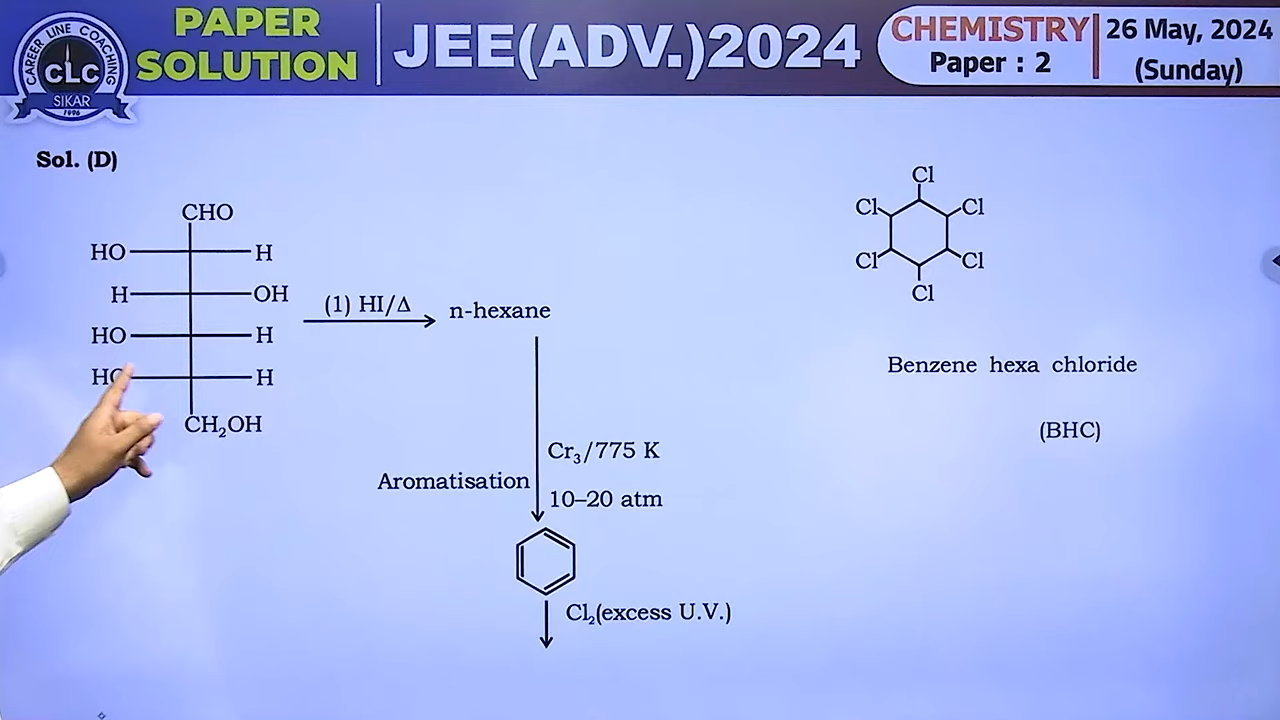 CAREER LINE COACHING
CLC
SIKAR
1996
PAPER
SOLUTION
JEE(ADV.)2024
CHEMISTRY
Paper : 2
26 May, 2024
(Sunday)
Sol. (D)
CHO
HO H
H OH
HO H
HO H
CH₂OH
(1) HI/Δ
n-hexane
Cr₃/775 K
Aromatisation
10–20 atm
Cl₂(excess U.V.)
Cl
Cl Cl
Cl Cl
Cl
Benzene hexa chloride
(BHC)